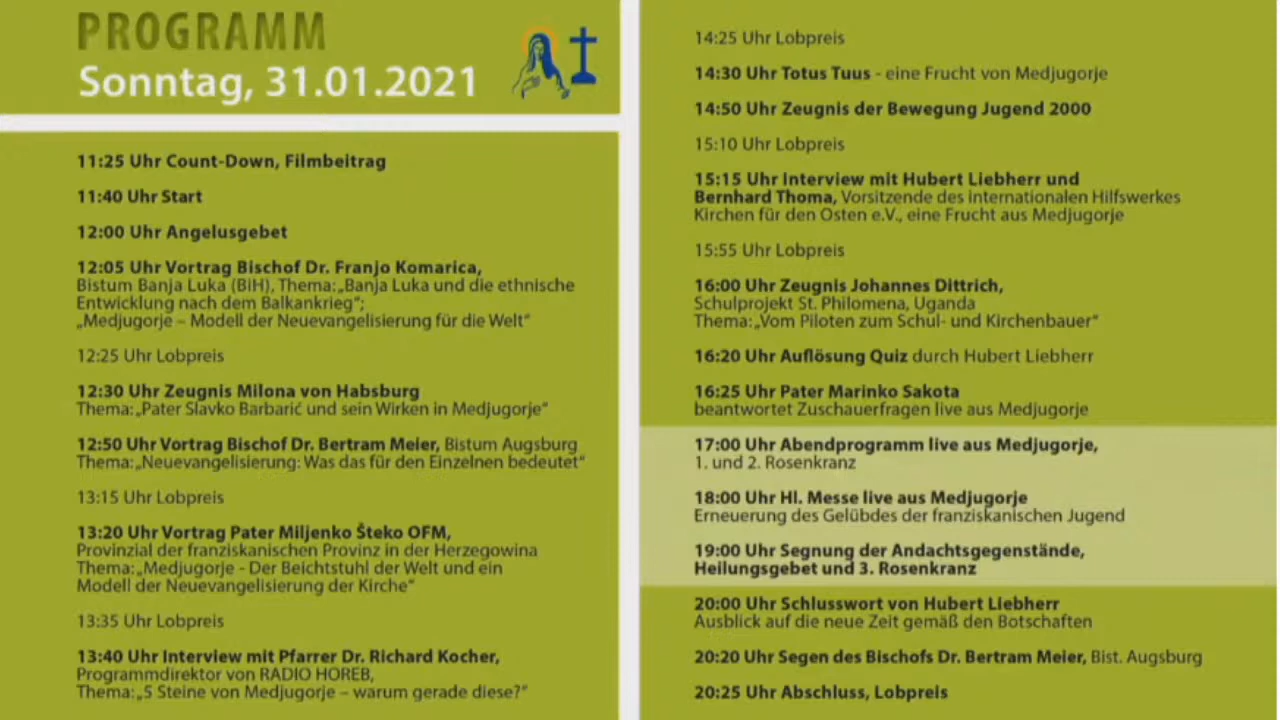 PROGRAMM
Sonntag, 31.01.2021
11:25 Uhr Count-Down, Filmbeitrag
11:40 Uhr Start
12:00 Uhr Angelusgebet
12:05 Uhr Vortrag Bischof Dr. Franjo Komarica,
Bistum Banja Luka (BiH), Thema: „Banja Luka und die ethnische
Entwicklung nach dem Balkankrieg“;
„Medjugorje – Modell der Neuevangelisierung für die Welt“
12:25 Uhr Lobpreis
12:30 Uhr Zeugnis Milona von Habsburg
Thema: „Pater Slavko Barbarić und sein Wirken in Medjugorje“
12:50 Uhr Vortrag Bischof Dr. Bertram Meier, Bistum Augsburg
Thema: „Neuevangelisierung: Was das für den Einzelnen bedeutet“
13:15 Uhr Lobpreis
13:20 Uhr Vortrag Pater Miljenko Šteko OFM,
Provinzial der franziskanischen Provinz in der Herzegowina
Thema: „Medjugorje - Der Beichtstuhl der Welt und ein
Modell der Neuevangelisierung der Kirche“
13:35 Uhr Lobpreis
13:40 Uhr Interview mit Pfarrer Dr. Richard Kocher,
Programmdirektor von RADIO HOREB,
Thema: „5 Steine von Medjugorje – warum gerade diese?“
14:25 Uhr Lobpreis
14:30 Uhr Totus Tuus - eine Frucht von Medjugorje
14:50 Uhr Zeugnis der Bewegung Jugend 2000
15:10 Uhr Lobpreis
15:15 Uhr Interview mit Hubert Liebherr und
Bernhard Thoma, Vorsitzende des internationalen Hilfswerkes
Kirchen für den Osten e.V., eine Frucht aus Medjugorje
15:55 Uhr Lobpreis
16:00 Uhr Zeugnis Johannes Dittrich,
Schulprojekt St. Philomena, Uganda
Thema: „Vom Piloten zum Schul- und Kirchenbauer“
16:20 Uhr Auflösung Quiz durch Hubert Liebherr
16:25 Uhr Pater Marinko Sakota
beantwortet Zuschauerfragen live aus Medjugorje
17:00 Uhr Abendprogramm live aus Medjugorje,
1. und 2. Rosenkranz
18:00 Uhr Hl. Messe live aus Medjugorje
Erneuerung des Gelübdes der franziskanischen Jugend
19:00 Uhr Segnung der Andachtsgegenstände,
Heilungsgebet und 3. Rosenkranz
20:00 Uhr Schlusswort von Hubert Liebherr
Ausblick auf die neue Zeit gemäß den Botschaften
20:20 Uhr Segen des Bischofs Dr. Bertram Meier, Bist. Augsburg
20:25 Uhr Abschluss, Lobpreis